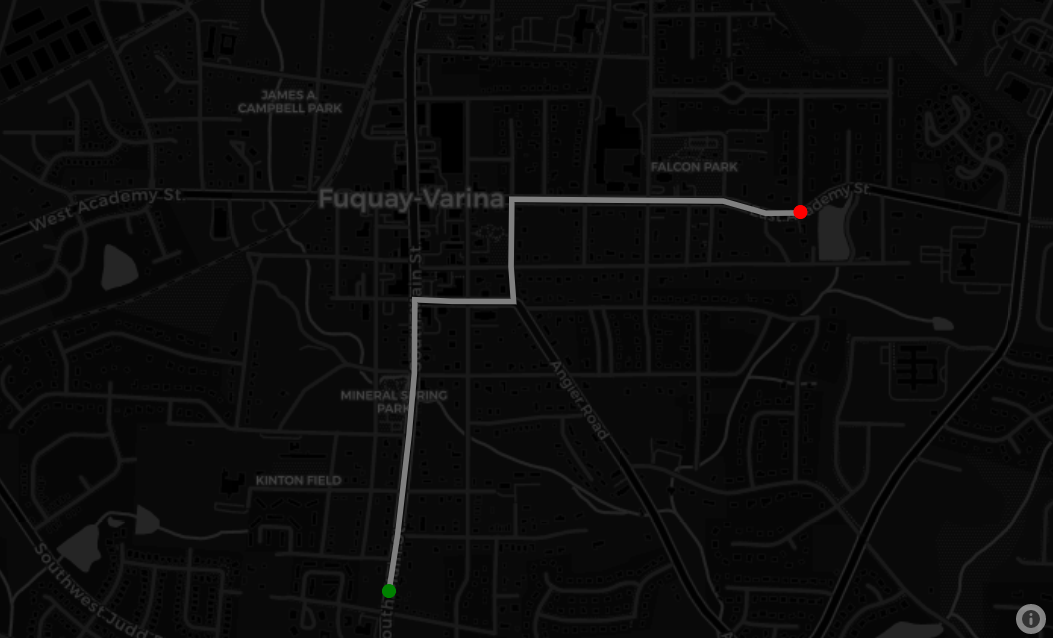 JAMES A.
CAMPBELL PARK
FALCON PARK
West Academy St
Fuquay-Varina
Academy St
Main St
MINERAL SPRING
PARK
Angier Road
KINTON FIELD
Southwest Judd